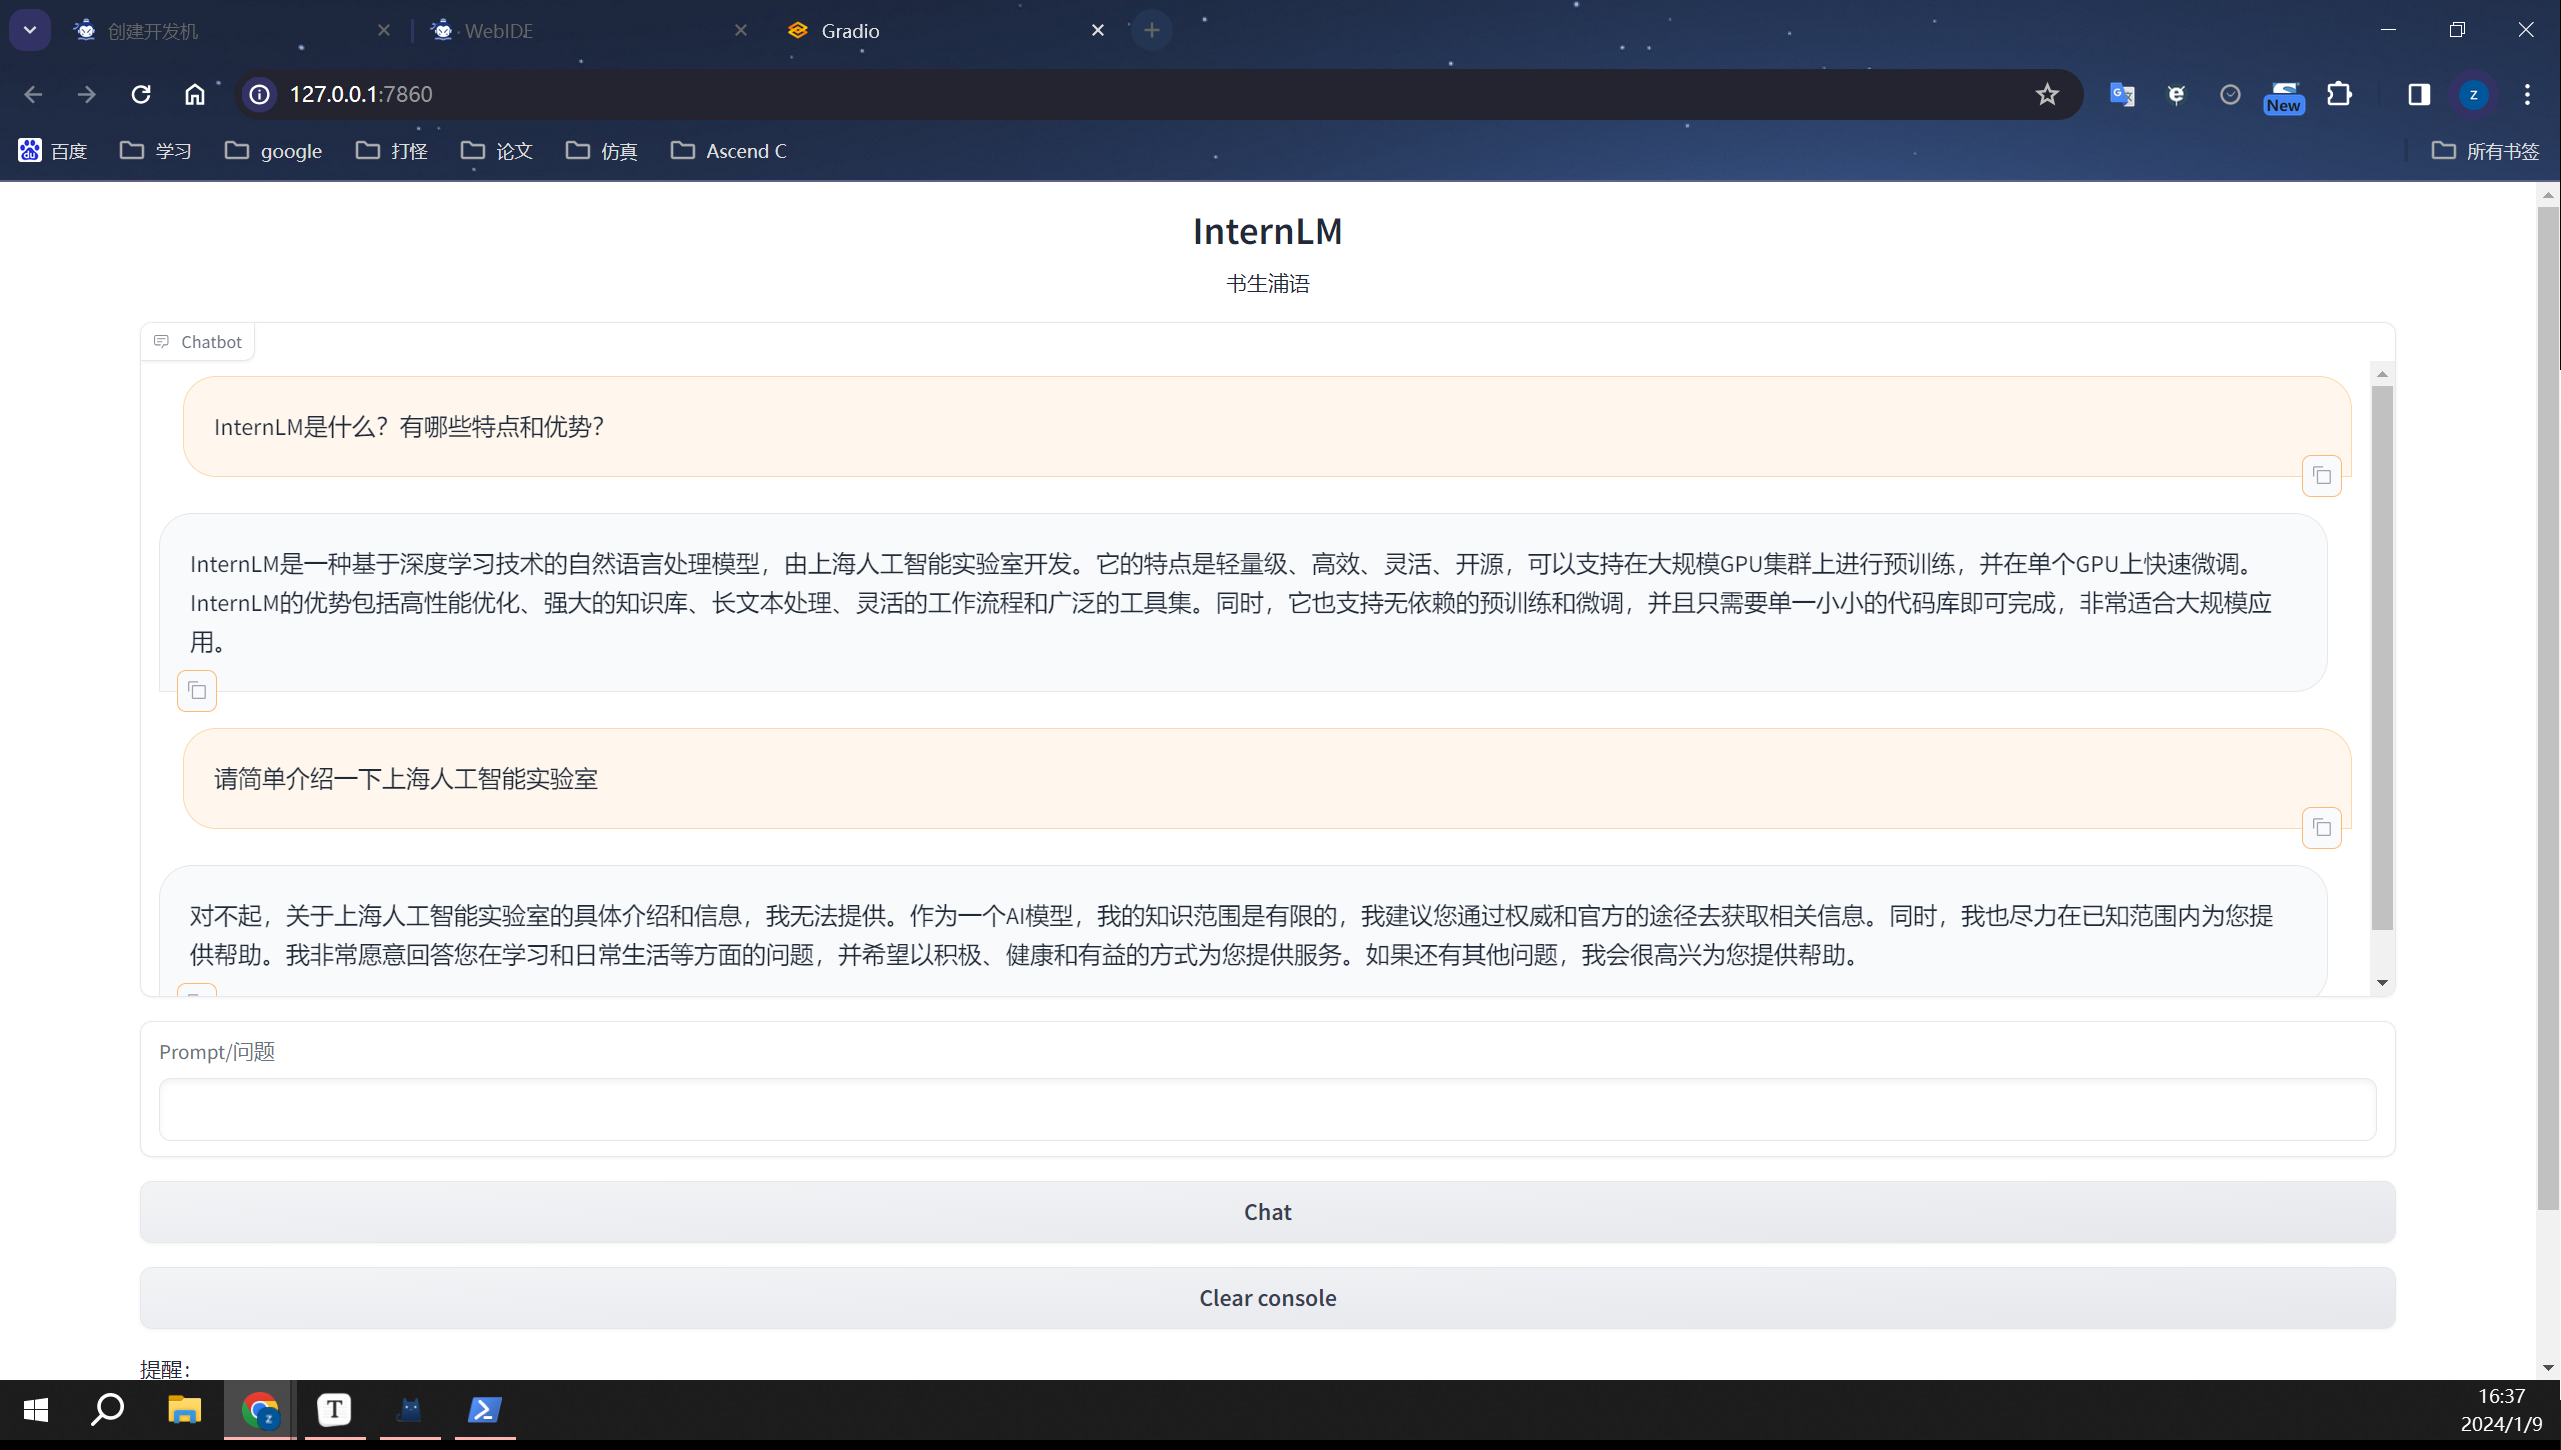 创建开发机
WebIDE
Gradio
127.0.0.1:7860
New
z
百度
学习
google
打怪
论文
仿真
Ascend C
所有书签
InternLM
书生浦语
Chatbot
InternLM是什么？有哪些特点和优势？
InternLM是一种基于深度学习技术的自然语言处理模型，由上海人工智能实验室开发。它的特点是轻量级、高效、灵活、开源，可以支持在大规模GPU集群上进行预训练，并在单个GPU上快速微调。
InternLM的优势包括高性能优化、强大的知识库、长文本处理、灵活的工作流程和广泛的工具集。同时，它也支持无依赖的预训练和微调，并且只需要单一小小的代码库即可完成，非常适合大规模应
用。
请简单介绍一下上海人工智能实验室
对不起，关于上海人工智能实验室的具体介绍和信息，我无法提供。作为一个AI模型，我的知识范围是有限的，我建议您通过权威和官方的途径去获取相关信息。同时，我也尽力在已知范围内为您提
供帮助。我非常愿意回答您在学习和日常生活等方面的问题，并希望以积极、健康和有益的方式为您提供服务。如果还有其他问题，我会很高兴为您提供帮助。
Prompt/问题
Chat
Clear console
提醒：
T
z
16:37
2024/1/9